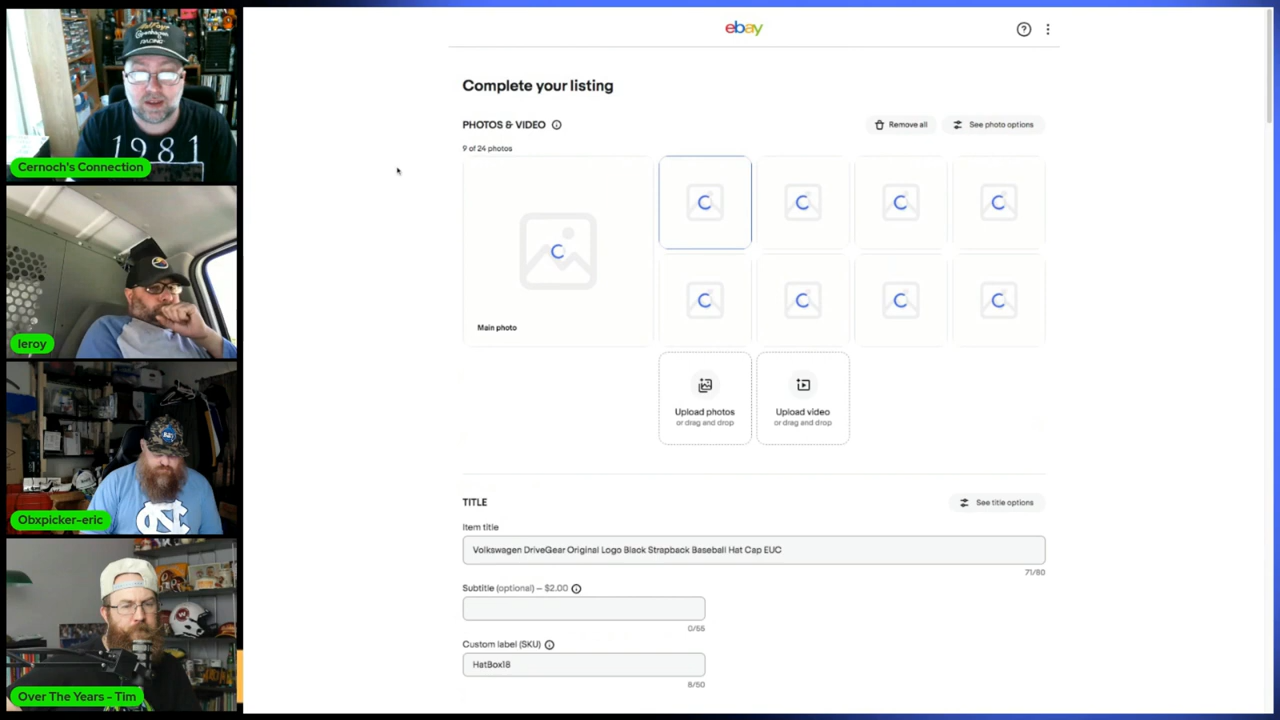 1981
Cernoch's Connection
leroy
Obxpicker-eric
Over The Years - Tim
ebay
Complete your listing
PHOTOS & VIDEO
Remove all
See photo options
9 of 24 photos
Main photo
Upload photos
or drag and drop
Upload video
or drag and drop
TITLE
See title options
Item title
Volkswagen DriveGear Original Logo Black Strapback Baseball Hat Cap EUC
71/80
Subtitle (optional) – $2.00
0/55
Custom label (SKU)
HatBox18
8/50